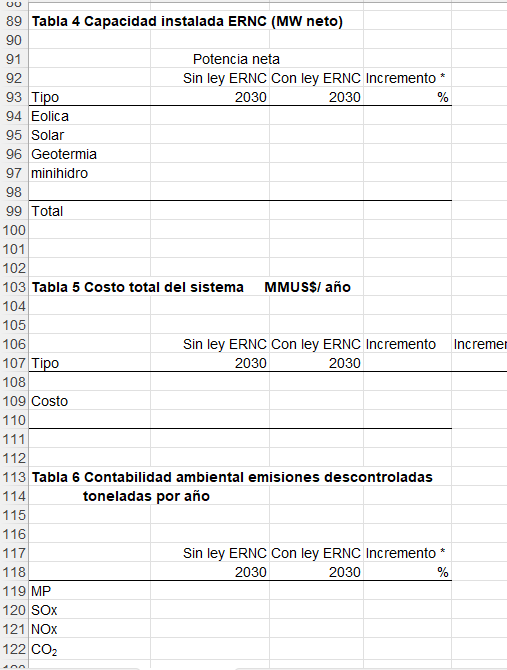 88
89 Tabla 4 Capacidad instalada ERNC (MW neto)
90
91 Potencia neta
92 Sin ley ERNC Con ley ERNC Incremento *
93 Tipo 2030 2030 %
94 Eolica
95 Solar
96 Geotermia
97 minihidro
98
99 Total
100
101
102
103 Tabla 5 Costo total del sistema MMUS$/ año
104
105
106 Sin ley ERNC Con ley ERNC Incremento Incremen
107 Tipo 2030 2030
108
109 Costo
110
111
112
113 Tabla 6 Contabilidad ambiental emisiones descontroladas
114 toneladas por año
115
116
117 Sin ley ERNC Con ley ERNC Incremento *
118 2030 2030 %
119 MP
120 SOx
121 NOx
122 CO₂